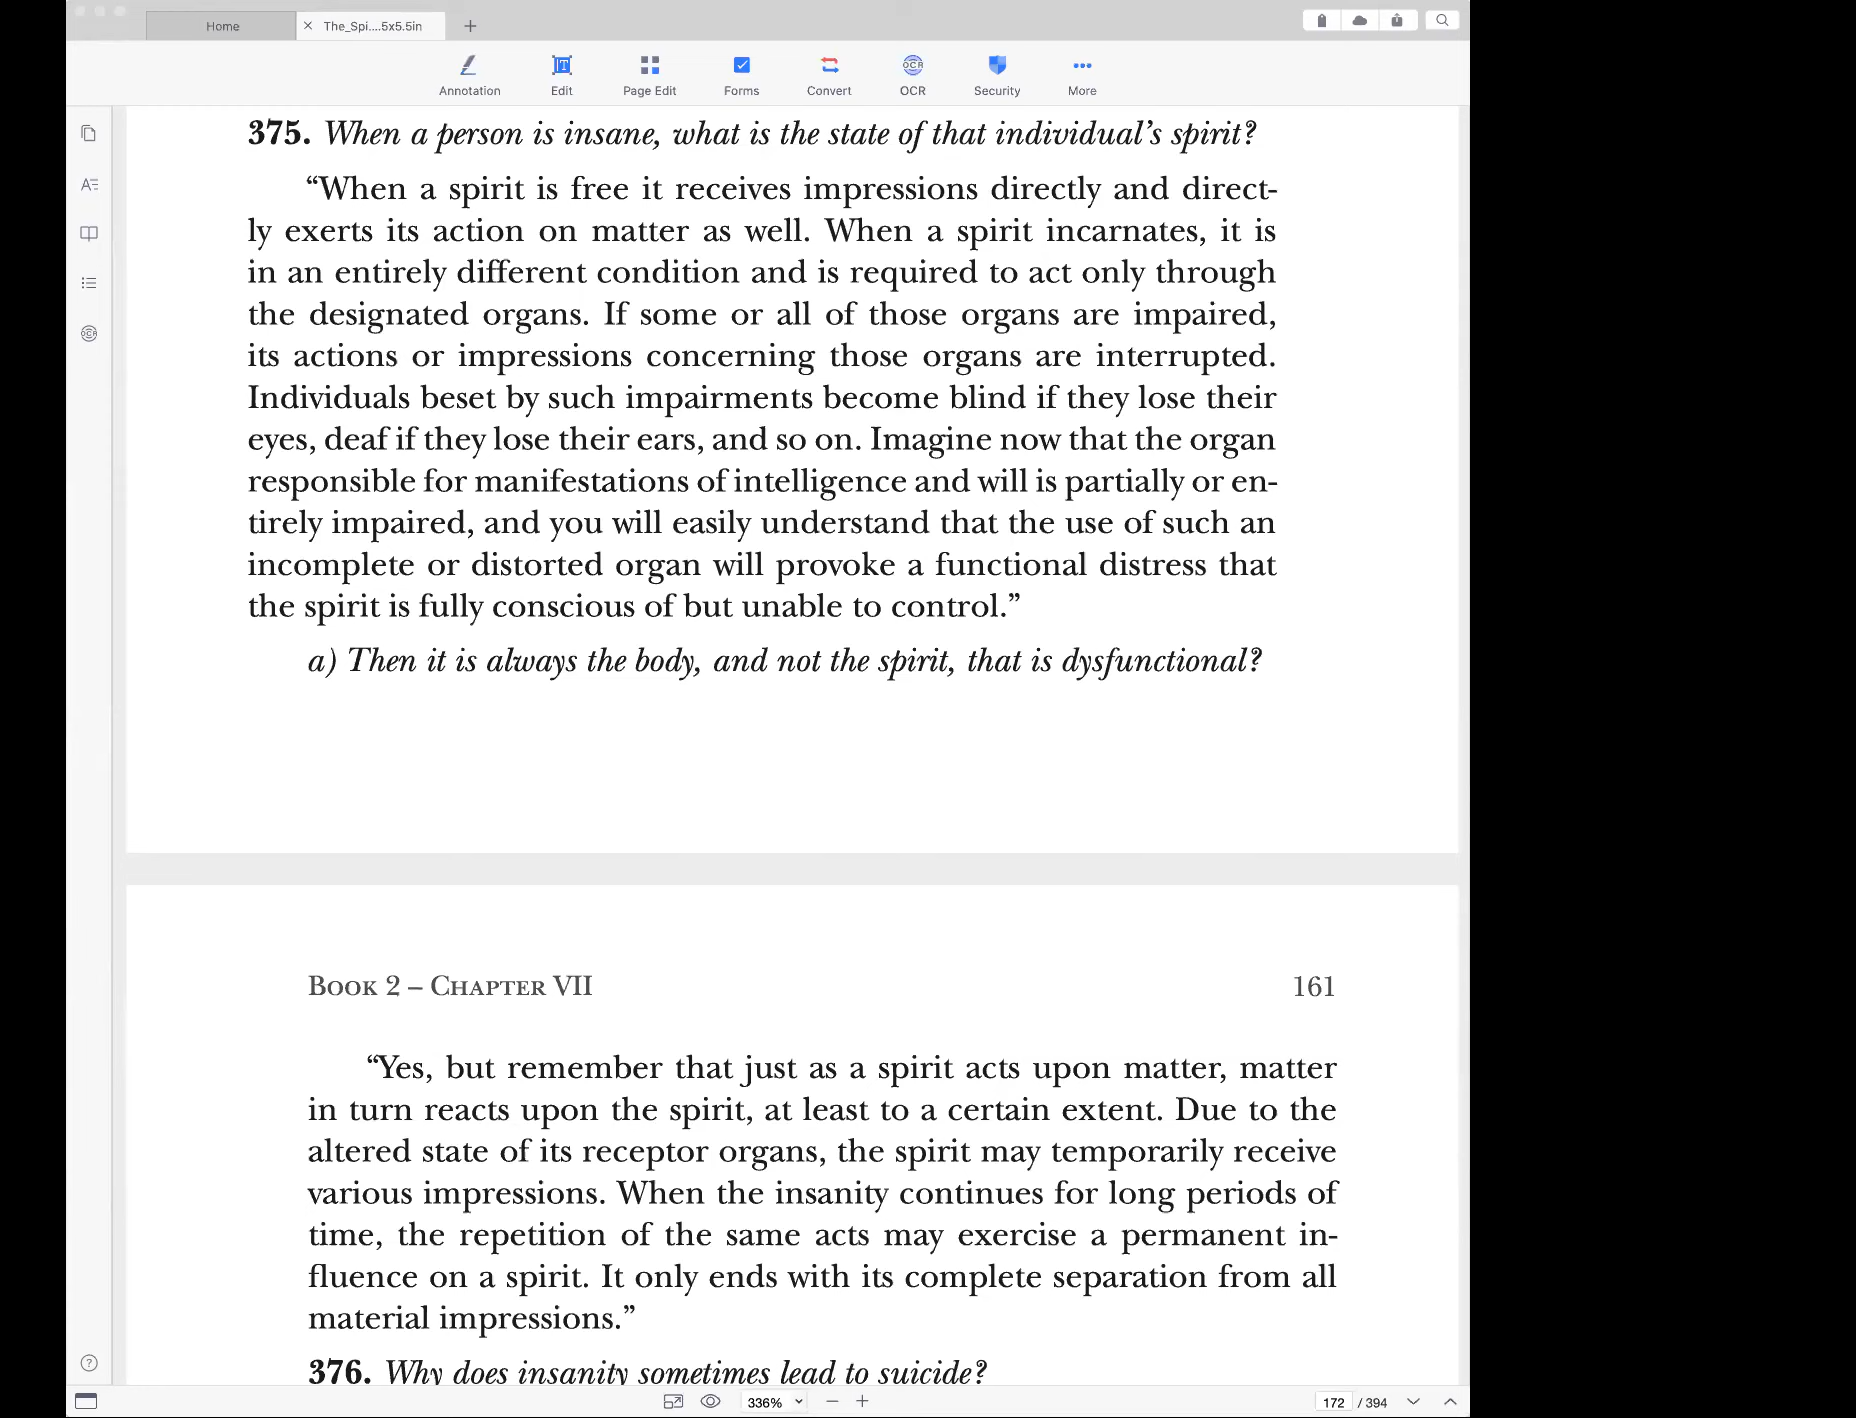 Home
The_Spi....5x5.5in
Annotation
Edit
Page Edit
Forms
Convert
OCR
Security
More
375. When a person is insane, what is the state of that individual’s spirit?
“When a spirit is free it receives impressions directly and direct-
ly exerts its action on matter as well. When a spirit incarnates, it is
in an entirely different condition and is required to act only through
the designated organs. If some or all of those organs are impaired,
its actions or impressions concerning those organs are interrupted.
Individuals beset by such impairments become blind if they lose their
eyes, deaf if they lose their ears, and so on. Imagine now that the organ
responsible for manifestations of intelligence and will is partially or en-
tirely impaired, and you will easily understand that the use of such an
incomplete or distorted organ will provoke a functional distress that
the spirit is fully conscious of but unable to control.”
a) Then it is always the body, and not the spirit, that is dysfunctional?
Book 2 – Chapter VII
161
“Yes, but remember that just as a spirit acts upon matter, matter
in turn reacts upon the spirit, at least to a certain extent. Due to the
altered state of its receptor organs, the spirit may temporarily receive
various impressions. When the insanity continues for long periods of
time, the repetition of the same acts may exercise a permanent in-
fluence on a spirit. It only ends with its complete separation from all
material impressions.”
376. Why does insanity sometimes lead to suicide?
336%
172 / 394